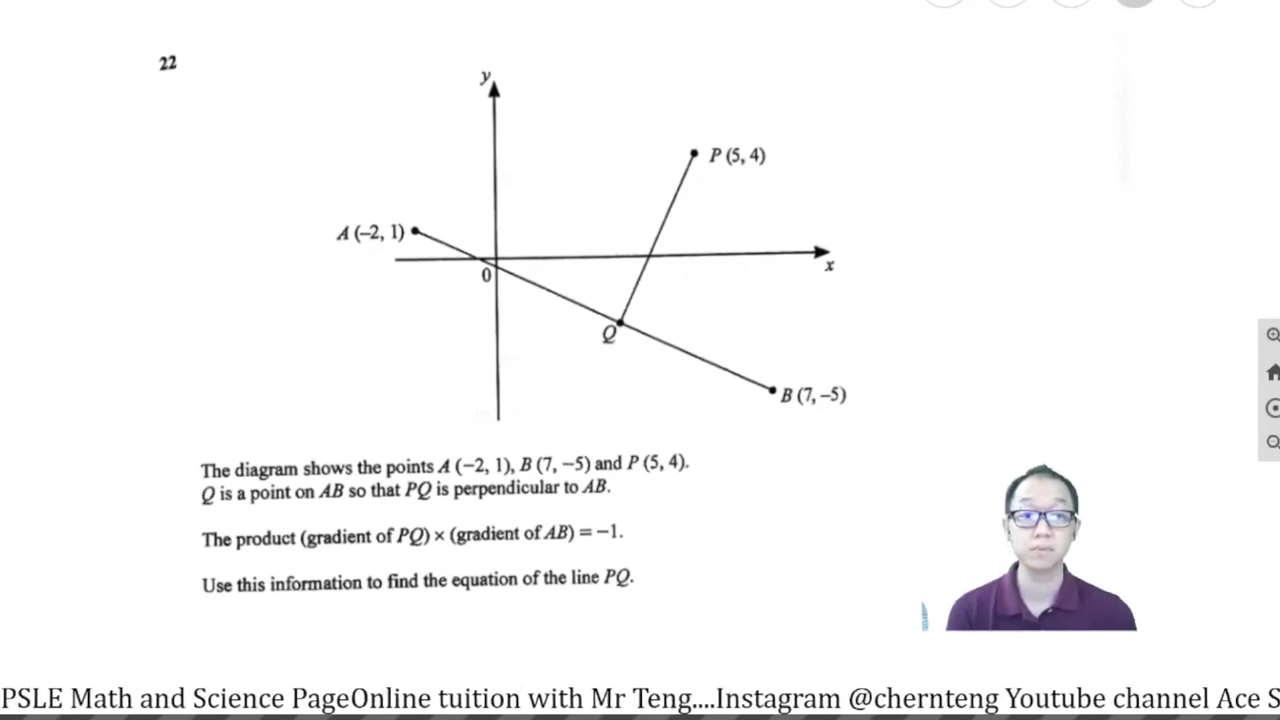 22
y
P (5, 4)
A (–2, 1)
x
0
Q
B (7, –5)
The diagram shows the points A (–2, 1), B (7, –5) and P (5, 4).
Q is a point on AB so that PQ is perpendicular to AB.
The product (gradient of PQ) × (gradient of AB) = –1.
Use this information to find the equation of the line PQ.
PSLE Math and Science PageOnline tuition with Mr Teng....Instagram @chernteng Youtube channel Ace S